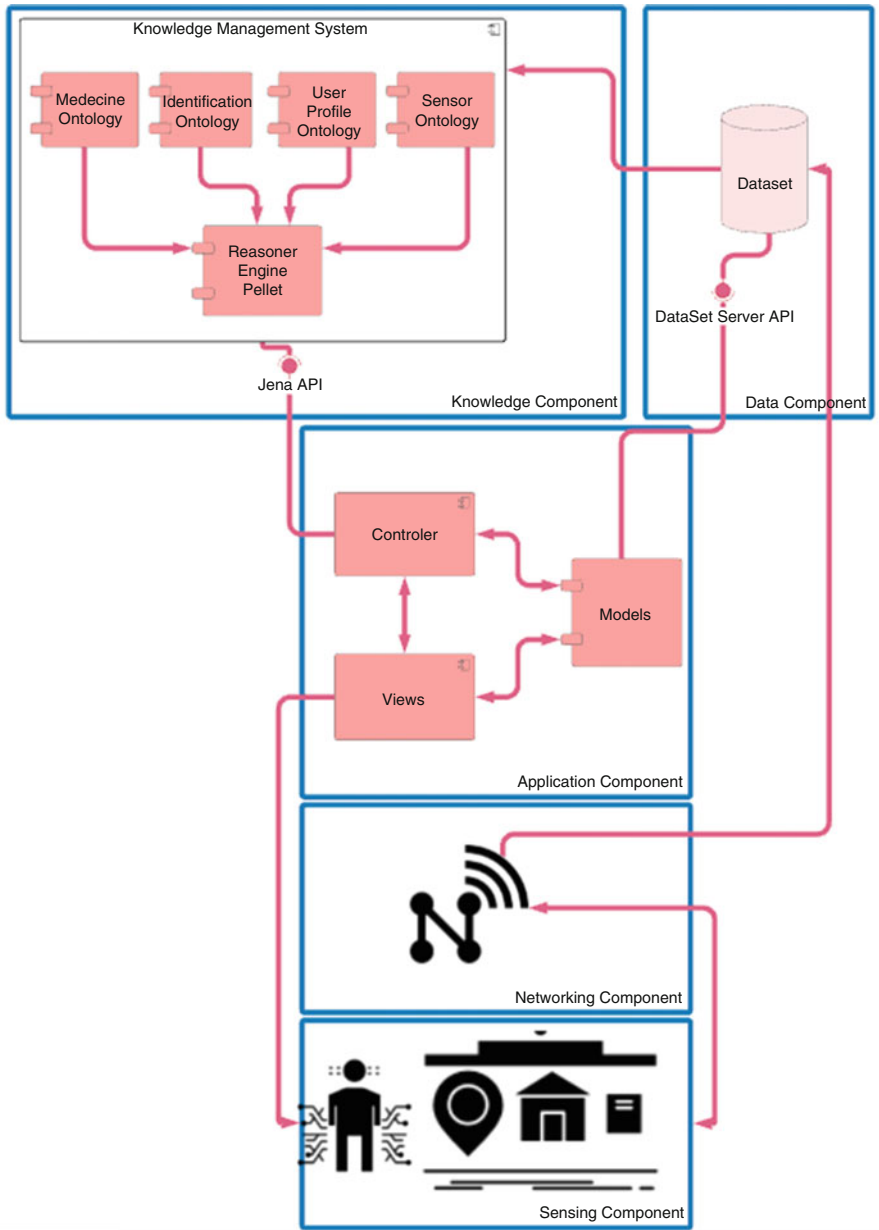 Knowledge Management System
Medecine
Ontology
Identification
Ontology
User
Profile
Ontology
Sensor
Ontology
Reasoner
Engine
Pellet
Jena API
Knowledge Component
Dataset
DataSet Server API
Data Component
Controler
Models
Views
Application Component
Networking Component
Sensing Component